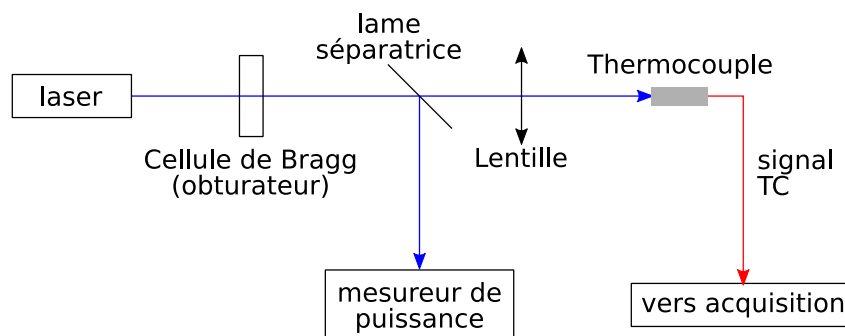 lame
séparatrice
Thermocouple
laser
Cellule de Bragg
(obturateur)
Lentille
signal
TC
mesureur de
puissance
vers acquisition